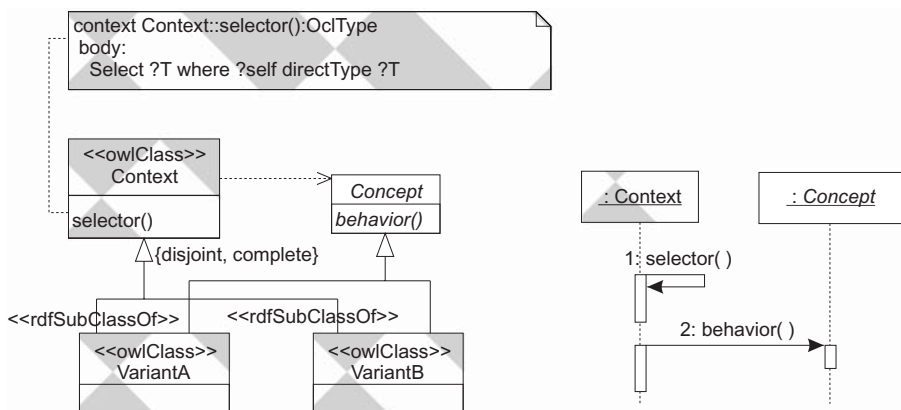 context Context::selector():OclType
body:
Select ?T where ?self directType ?T
<<owlClass>>
Context
selector()
Concept
behavior()
{disjoint, complete}
<<rdfSubClassOf>>
<<rdfSubClassOf>>
<<owlClass>>
VariantA
<<owlClass>>
VariantB
: Context
: Concept
1: selector( )
2: behavior( )